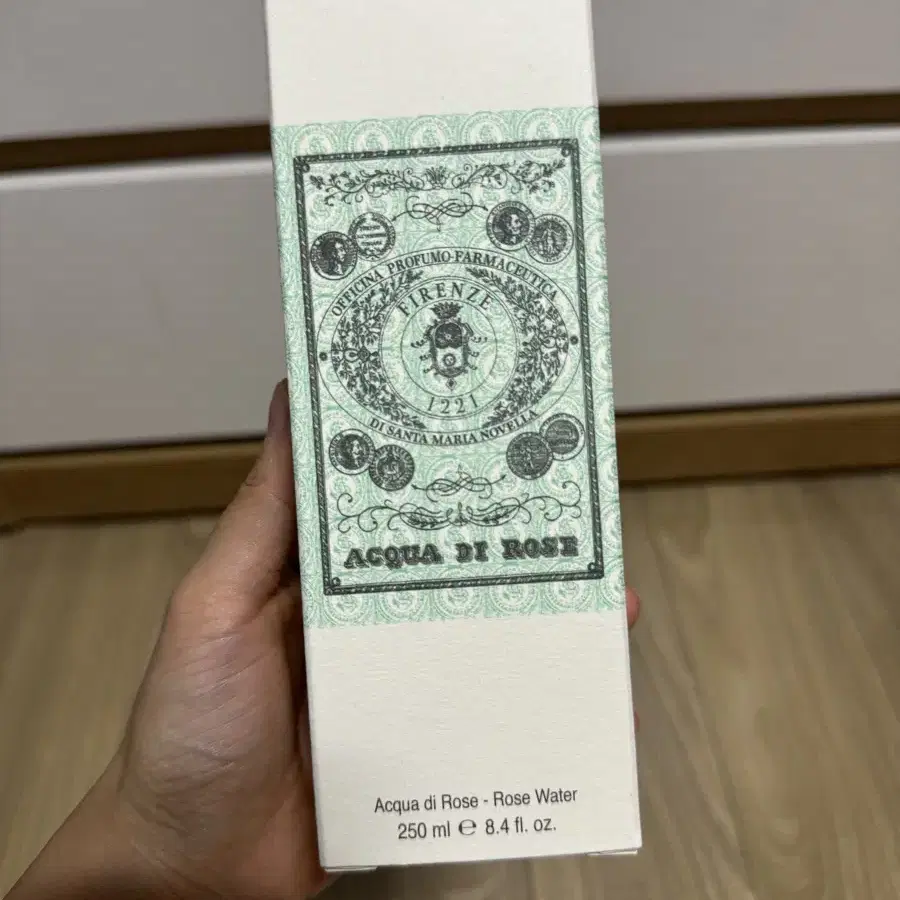 OFFICINA PROFUMO-FARMACEUTICA
FIRENZE
1221
DI SANTA MARIA NOVELLA
ACQUA DI ROSE
Acqua di Rose - Rose Water
250 ml ℮ 8.4 fl. oz.